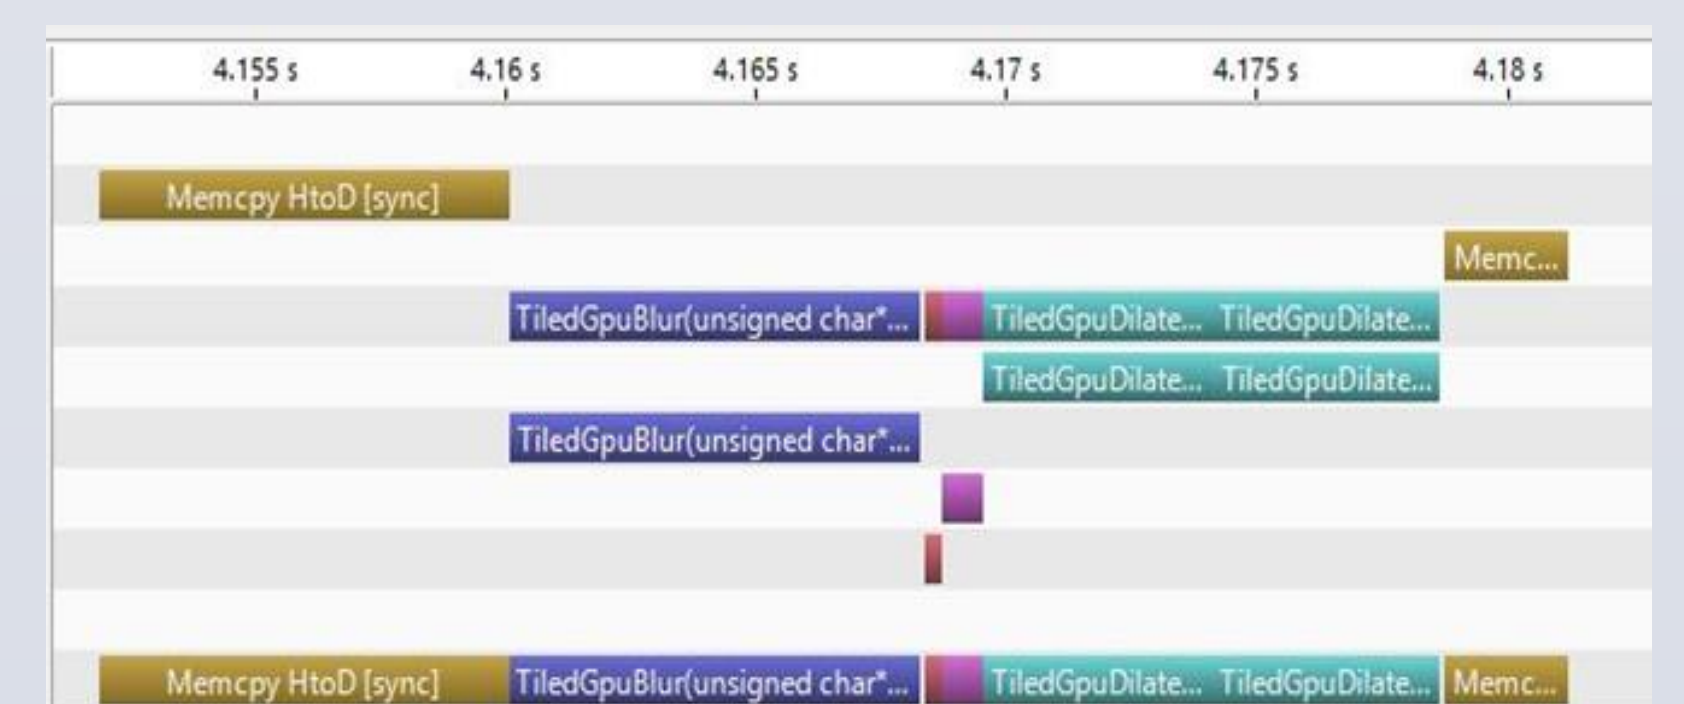 4.155 s 4.16 s 4.165 s 4.17 s 4.175 s 4.18 s
Memcpy HtoD [sync]
Memc...
TiledGpuBlur(unsigned char*... TiledGpuDilate... TiledGpuDilate...
TiledGpuDilate... TiledGpuDilate...
TiledGpuBlur(unsigned char*...
Memcpy HtoD [sync] TiledGpuBlur(unsigned char*... TiledGpuDilate... TiledGpuDilate... Memc...